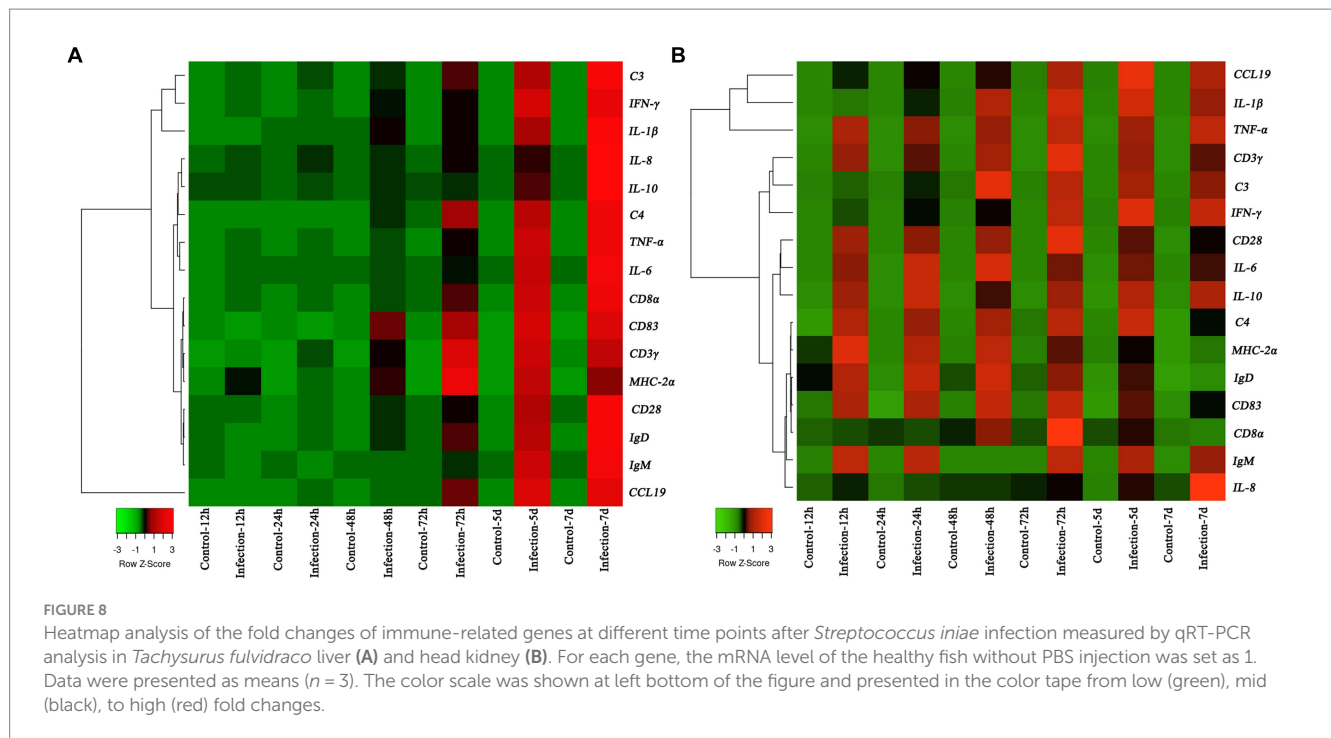 A
C3
IFN-γ
IL-1β
IL-8
IL-10
C4
TNF-α
IL-6
CD8α
CD83
CD3γ
MHC-2α
CD28
IgD
IgM
CCL19
-3 -1 1 3
Row Z-Score
Control-12h
Infection-12h
Control-24h
Infection-24h
Control-48h
Infection-48h
Control-72h
Infection-72h
Control-5d
Infection-5d
Control-7d
Infection-7d
B
CCL19
IL-1β
TNF-α
CD3γ
C3
IFN-γ
CD28
IL-6
IL-10
C4
MHC-2α
IgD
CD83
CD8α
IgM
IL-8
-3 -1 1 3
Row Z-Score
Control-12h
Infection-12h
Control-24h
Infection-24h
Control-48h
Infection-48h
Control-72h
Infection-72h
Control-5d
Infection-5d
Control-7d
Infection-7d
FIGURE 8
Heatmap analysis of the fold changes of immune-related genes at different time points after Streptococcus iniae infection measured by qRT-PCR
analysis in Tachysurus fulvidraco liver (A) and head kidney (B). For each gene, the mRNA level of the healthy fish without PBS injection was set as 1.
Data were presented as means (n = 3). The color scale was shown at left bottom of the figure and presented in the color tape from low (green), mid
(black), to high (red) fold changes.